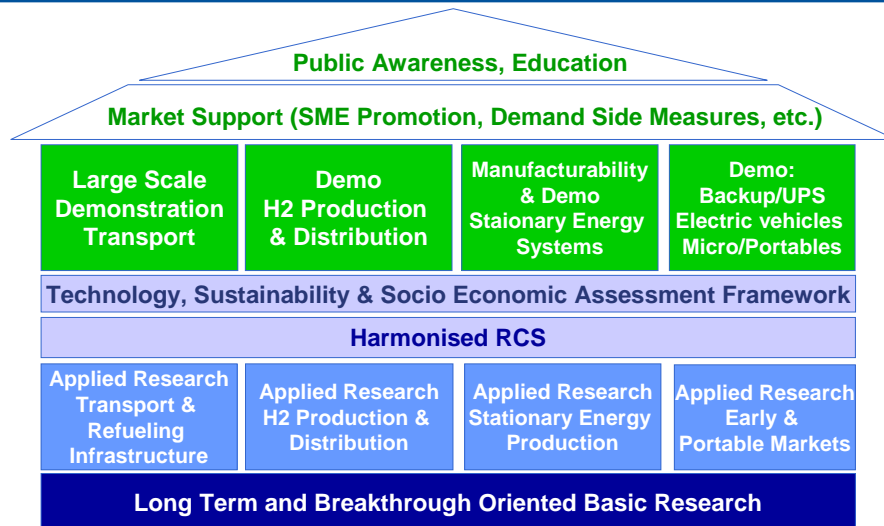 Public Awareness, Education
Market Support (SME Promotion, Demand Side Measures, etc.)
Large Scale
Demonstration
Transport
Demo
H2 Production
& Distribution
Manufacturability
& Demo
Staionary Energy
Systems
Demo:
Backup/UPS
Electric vehicles
Micro/Portables
Technology, Sustainability & Socio Economic Assessment Framework
Harmonised RCS
Applied Research
Transport &
Refueling
Infrastructure
Applied Research
H2 Production &
Distribution
Applied Research
Stationary Energy
Production
Applied Research
Early &
Portable Markets
Long Term and Breakthrough Oriented Basic Research